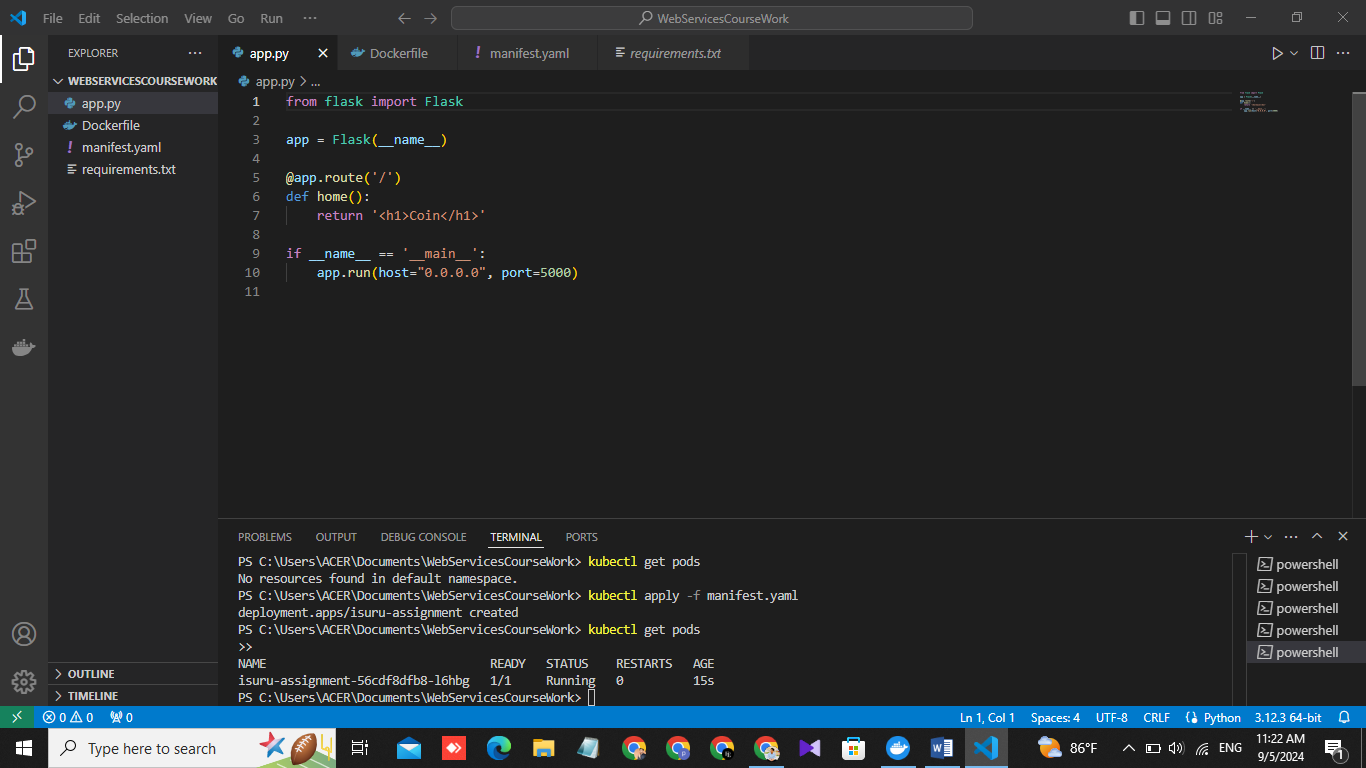 File Edit Selection View Go Run ···
WebServicesCourseWork
EXPLORER ···
WEBSERVICESCOURSEWORK
app.py
Dockerfile
manifest.yaml
requirements.txt
OUTLINE
TIMELINE
app.py Dockerfile ! manifest.yaml requirements.txt
app.py > ...
1 from flask import Flask
2
3 app = Flask(__name__)
4
5 @app.route('/')
6 def home():
7 return '<h1>Coin</h1>'
8
9 if __name__ == '__main__':
10 app.run(host="0.0.0.0", port=5000)
11
PROBLEMS OUTPUT DEBUG CONSOLE TERMINAL PORTS
PS C:\Users\ACER\Documents\WebServicesCourseWork> kubectl get pods
No resources found in default namespace.
PS C:\Users\ACER\Documents\WebServicesCourseWork> kubectl apply -f manifest.yaml
deployment.apps/isuru-assignment created
PS C:\Users\ACER\Documents\WebServicesCourseWork> kubectl get pods
>>
NAME READY STATUS RESTARTS AGE
isuru-assignment-56cdf8dfb8-l6hbg 1/1 Running 0 15s
PS C:\Users\ACER\Documents\WebServicesCourseWork>
powershell
powershell
powershell
powershell
powershell
0 0 0 Ln 1, Col 1 Spaces: 4 UTF-8 CRLF Python 3.12.3 64-bit
Type here to search
86°F ENG
11:22 AM
9/5/2024
1